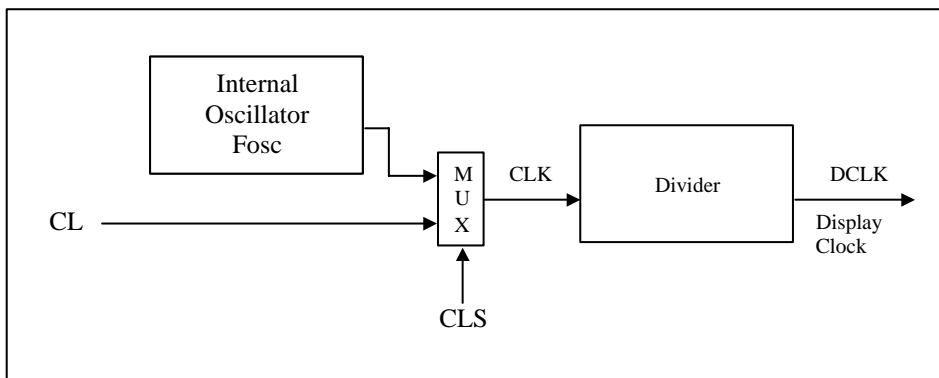 Internal
Oscillator
Fosc
M
U
X
CL
CLS
CLK
Divider
DCLK
Display
Clock